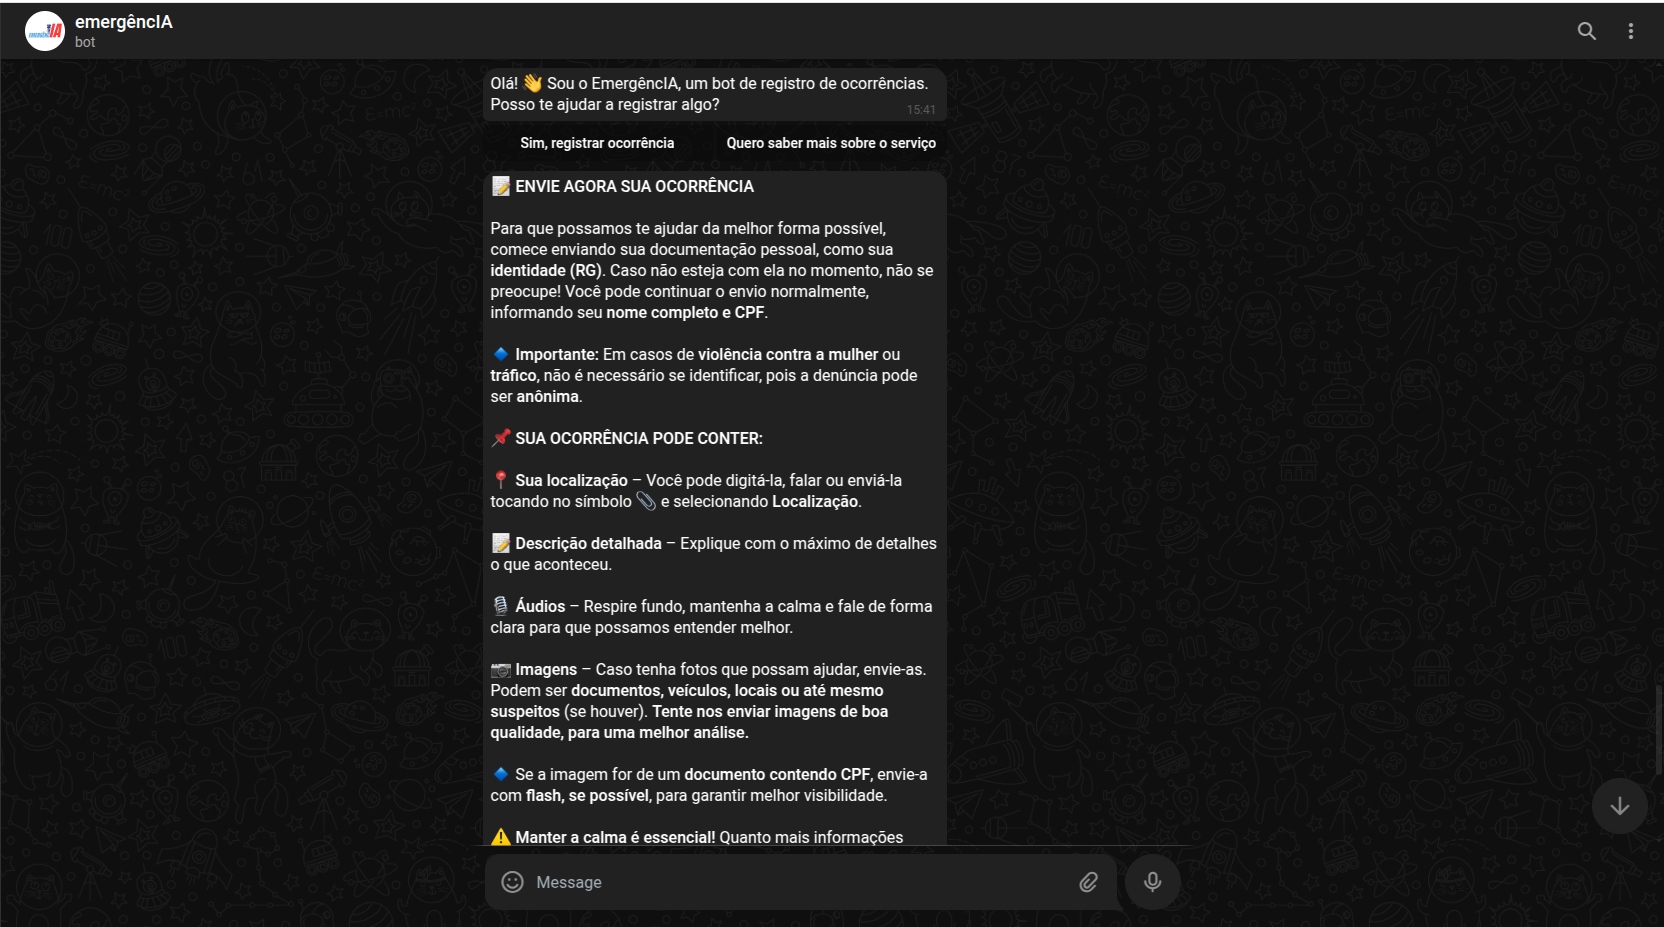 emergêncIA
bot
Olá! 👋 Sou o EmergêncIA, um bot de registro de ocorrências.
Posso te ajudar a registrar algo?
15:41
Sim, registrar ocorrência
Quero saber mais sobre o serviço
📝 ENVIE AGORA SUA OCORRÊNCIA
Para que possamos te ajudar da melhor forma possível,
comece enviando sua documentação pessoal, como sua
identidade (RG). Caso não esteja com ela no momento, não se
preocupe! Você pode continuar o envio normalmente,
informando seu nome completo e CPF.
🔹 Importante: Em casos de violência contra a mulher ou
tráfico, não é necessário se identificar, pois a denúncia pode
ser anônima.
📌 SUA OCORRÊNCIA PODE CONTER:
📍 Sua localização – Você pode digitá-la, falar ou enviá-la
tocando no símbolo 📎 e selecionando Localização.
📝 Descrição detalhada – Explique com o máximo de detalhes
o que aconteceu.
🎙 Áudios – Respire fundo, mantenha a calma e fale de forma
clara para que possamos entender melhor.
📷 Imagens – Caso tenha fotos que possam ajudar, envie-as.
Podem ser documentos, veículos, locais ou até mesmo
suspeitos (se houver). Tente nos enviar imagens de boa
qualidade, para uma melhor análise.
🔹 Se a imagem for de um documento contendo CPF, envie-a
com flash, se possível, para garantir melhor visibilidade.
⚠️ Manter a calma é essencial! Quanto mais informações
Message